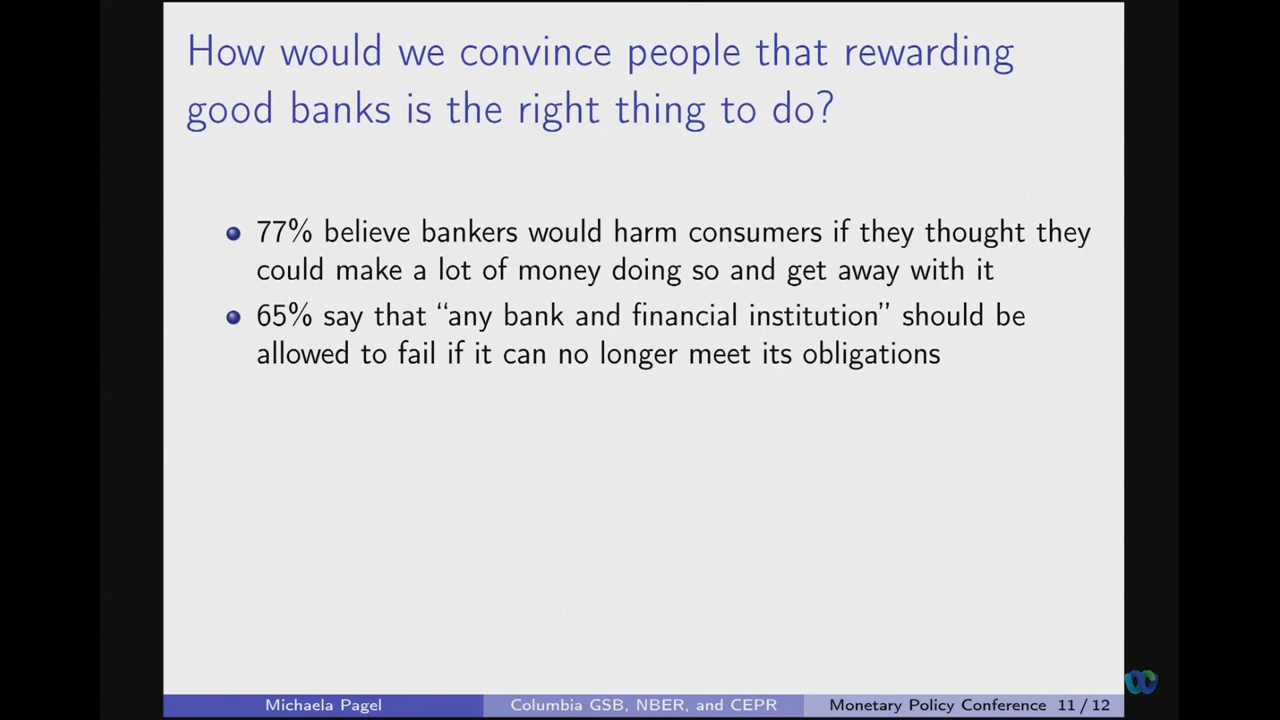 How would we convince people that rewarding
good banks is the right thing to do?
77% believe bankers would harm consumers if they thought they
could make a lot of money doing so and get away with it
65% say that “any bank and financial institution” should be
allowed to fail if it can no longer meet its obligations
Michaela Pagel
Columbia GSB, NBER, and CEPR
Monetary Policy Conference 11 / 12